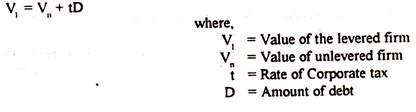 V₁ = Vₙ + tD
where,
V₁ = Value of the levered firm
Vₙ = Value of unlevered firm
t = Rate of Corporate tax
D = Amount of debt